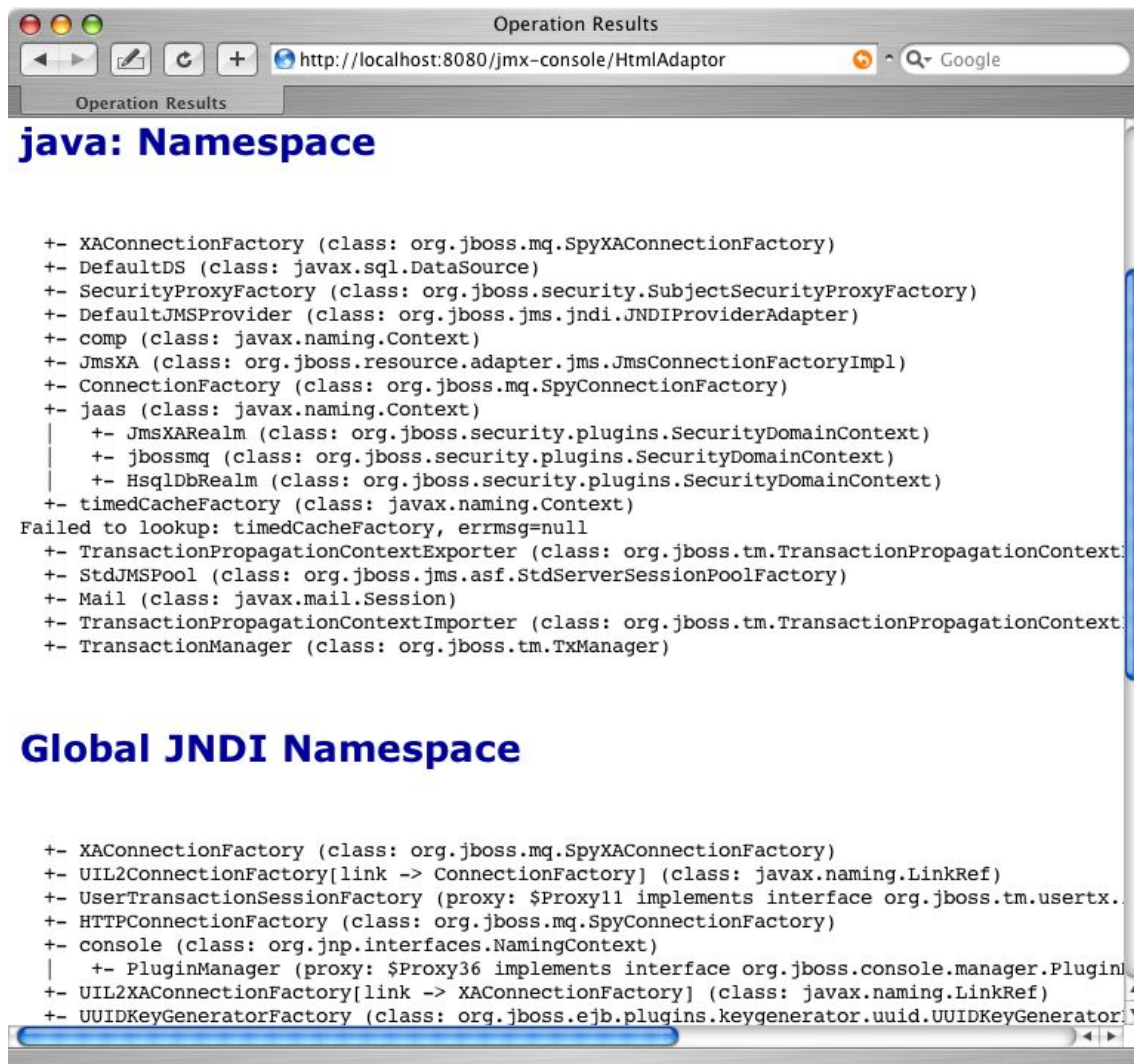 Operation Results
http://localhost:8080/jmx-console/HtmlAdaptor
Google
Operation Results
java: Namespace
+- XAConnectionFactory (class: org.jboss.mq.SpyXAConnectionFactory)
+- DefaultDS (class: javax.sql.DataSource)
+- SecurityProxyFactory (class: org.jboss.security.SubjectSecurityProxyFactory)
+- DefaultJMSProvider (class: org.jboss.jms.jndi.JNDIProviderAdapter)
+- comp (class: javax.naming.Context)
+- JmsXA (class: org.jboss.resource.adapter.jms.JmsConnectionFactoryImpl)
+- ConnectionFactory (class: org.jboss.mq.SpyConnectionFactory)
+- jaas (class: javax.naming.Context)
|   +- JmsXARealm (class: org.jboss.security.plugins.SecurityDomainContext)
|   +- jbossmq (class: org.jboss.security.plugins.SecurityDomainContext)
|   +- HsqlDbRealm (class: org.jboss.security.plugins.SecurityDomainContext)
+- timedCacheFactory (class: javax.naming.Context)
Failed to lookup: timedCacheFactory, errmsg=null
+- TransactionPropagationContextExporter (class: org.jboss.tm.TransactionPropagationContext
+- StdJMSPool (class: org.jboss.jms.asf.StdServerSessionPoolFactory)
+- Mail (class: javax.mail.Session)
+- TransactionPropagationContextImporter (class: org.jboss.tm.TransactionPropagationContext
+- TransactionManager (class: org.jboss.tm.TxManager)
Global JNDI Namespace
+- XAConnectionFactory (class: org.jboss.mq.SpyXAConnectionFactory)
+- UIL2ConnectionFactory[link -> ConnectionFactory] (class: javax.naming.LinkRef)
+- UserTransactionSessionFactory (proxy: $Proxy11 implements interface org.jboss.tm.usertx.
+- HTTPConnectionFactory (class: org.jboss.mq.SpyConnectionFactory)
+- console (class: org.jnp.interfaces.NamingContext)
|   +- PluginManager (proxy: $Proxy36 implements interface org.jboss.console.manager.Plugin
+- UIL2XAConnectionFactory[link -> XAConnectionFactory] (class: javax.naming.LinkRef)
+- UUIDKeyGeneratorFactory (class: org.jboss.ejb.plugins.keygenerator.uuid.UUIDKeyGenerator